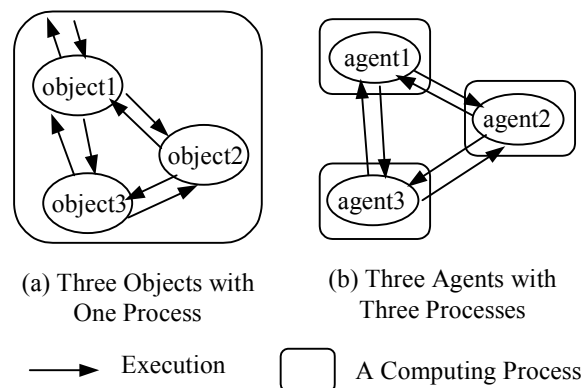 object1
object2
object3
agent1
agent2
agent3
(a) Three Objects with
One Process
(b) Three Agents with
Three Processes
Execution
A Computing Process